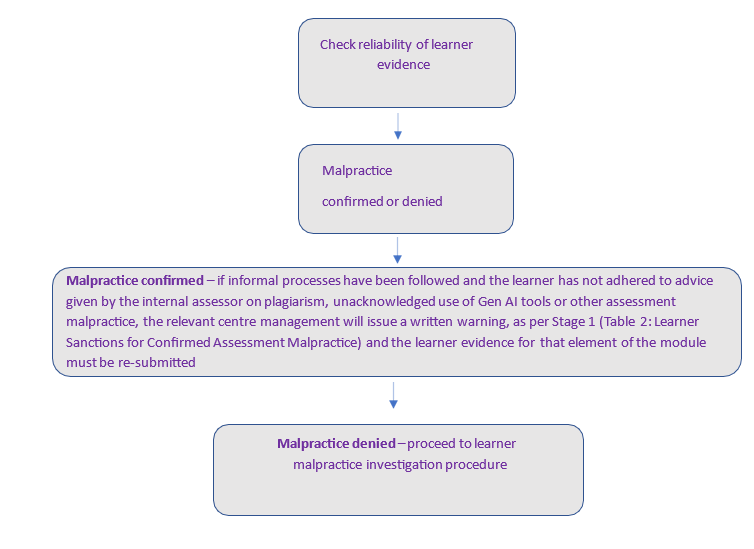 Check reliability of learner
evidence
Malpractice
confirmed or denied
Malpractice confirmed – if informal processes have been followed and the learner has not adhered to advice
given by the internal assessor on plagiarism, unacknowledged use of Gen AI tools or other assessment
malpractice, the relevant centre management will issue a written warning, as per Stage 1 (Table 2: Learner
Sanctions for Confirmed Assessment Malpractice) and the learner evidence for that element of the module
must be re-submitted
Malpractice denied – proceed to learner
malpractice investigation procedure